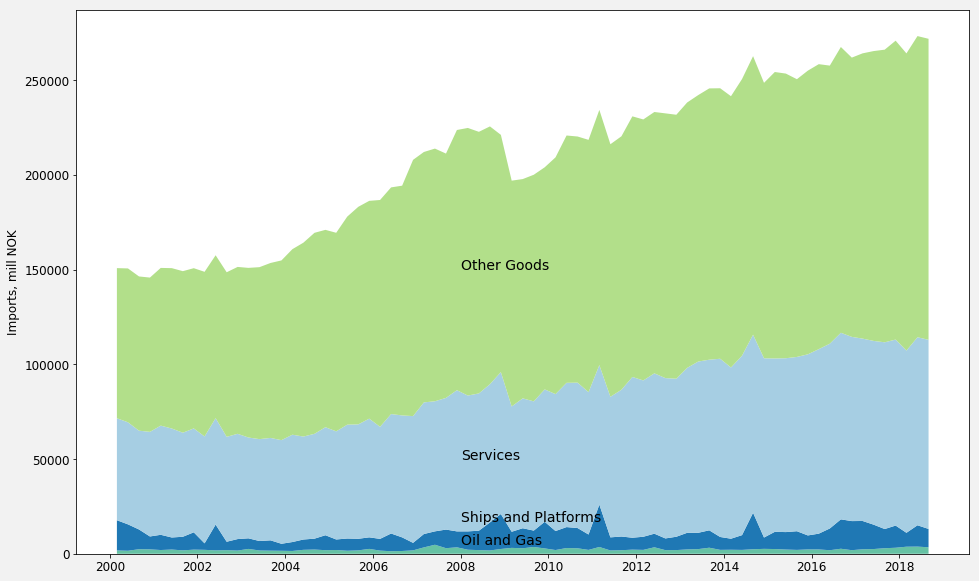 Imports, mill NOK
250000
200000
150000
100000
50000
0
Other Goods
Services
Ships and Platforms
Oil and Gas
2000 2002 2004 2006 2008 2010 2012 2014 2016 2018